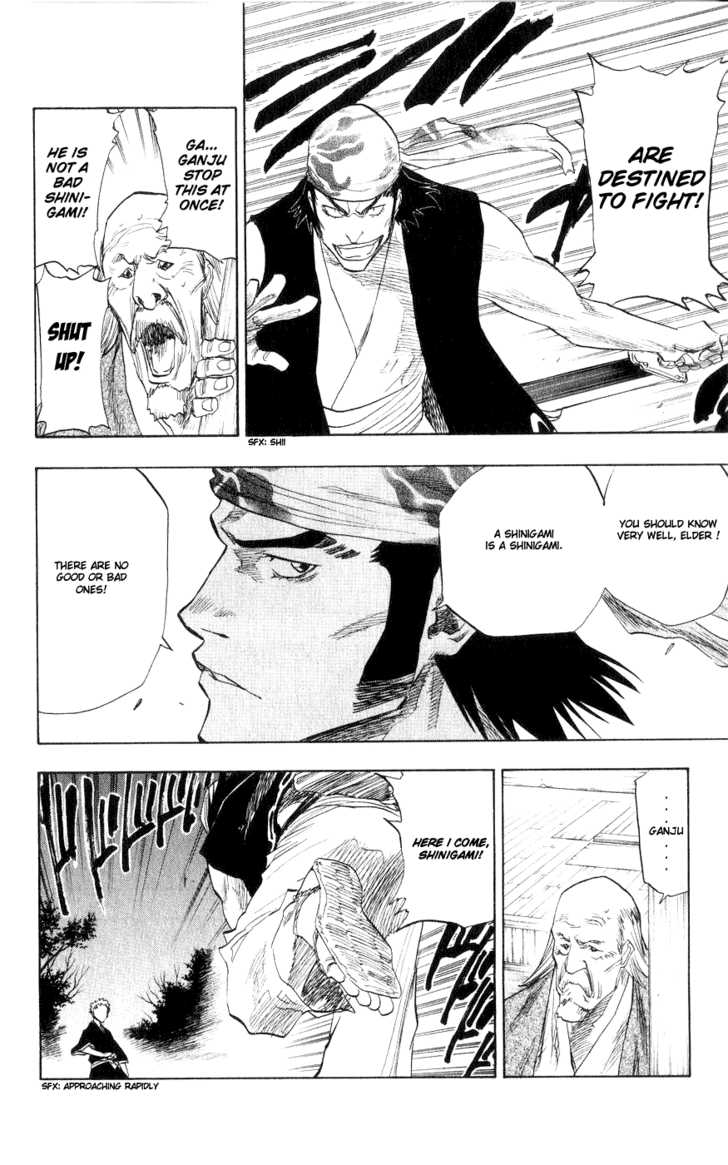 ARE
DESTINED
TO FIGHT!
SFX: SHII
GA...
GANJU
STOP
THIS AT
ONCE!
HE IS
NOT A
BAD
SHINI-
GAMI!
SHUT
UP!
YOU SHOULD KNOW
VERY WELL, ELDER !
A SHINIGAMI
IS A SHINIGAMI.
THERE ARE NO
GOOD OR BAD
ONES!
......
GANJU
HERE I COME,
SHINIGAMI!
SFX: APPROACHING RAPIDLY